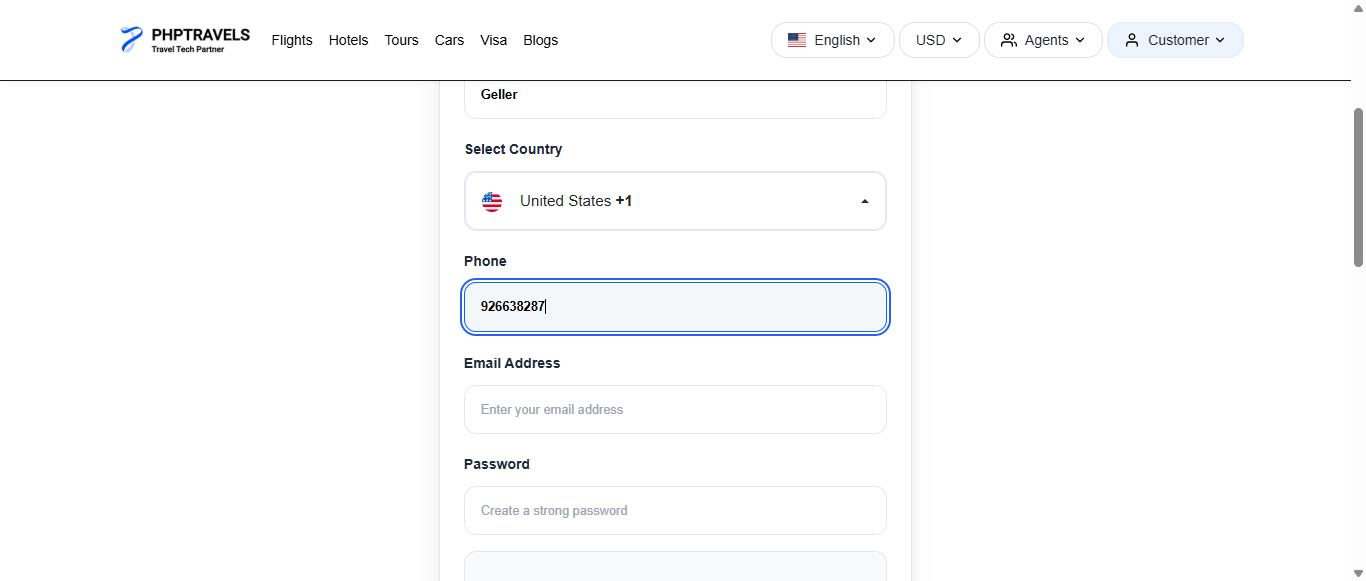 PHPTRAVELS
Travel Tech Partner
Flights Hotels Tours Cars Visa Blogs
English USD Agents Customer
Geller
Select Country
United States +1
Phone
926638287
Email Address
Enter your email address
Password
Create a strong password